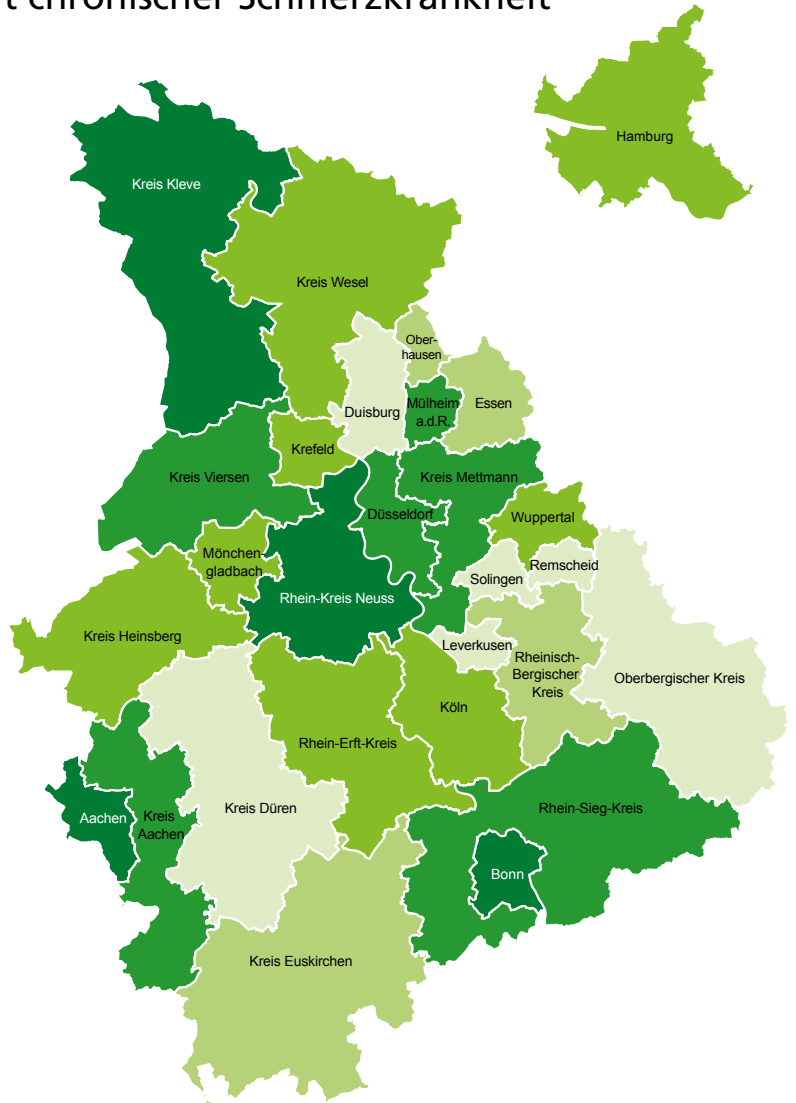 t chronischer Schmerzkrankheit
Hamburg
Kreis Kleve
Kreis Wesel
Ober-
hausen
Duisburg
Mülheim
a.d.R.
Essen
Krefeld
Kreis Viersen
Kreis Mettmann
Düsseldorf
Wuppertal
Mönchen-
gladbach
Remscheid
Solingen
Rhein-Kreis Neuss
Kreis Heinsberg
Leverkusen
Rheinisch-
Bergischer
Kreis
Oberbergischer Kreis
Köln
Rhein-Erft-Kreis
Kreis Düren
Rhein-Sieg-Kreis
Aachen
Kreis
Aachen
Bonn
Kreis Euskirchen